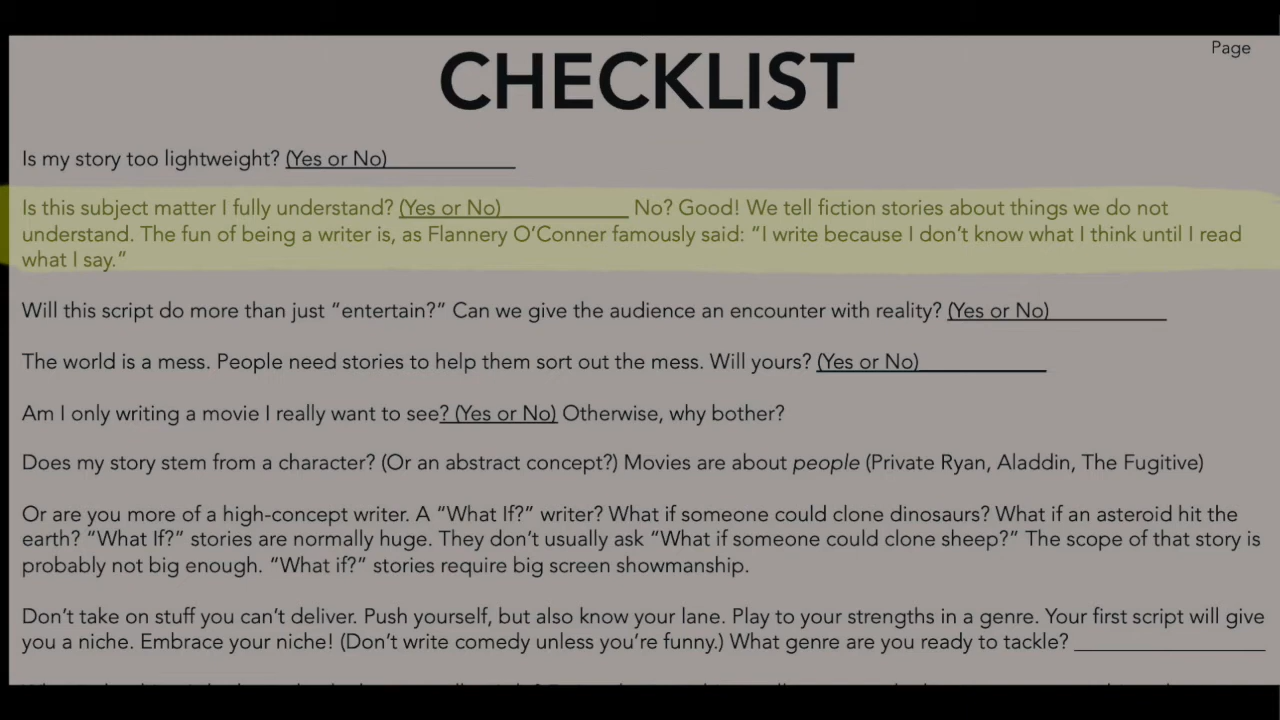 Page
CHECKLIST
Is my story too lightweight? (Yes or No)____________
Is this subject matter I fully understand? (Yes or No)____________ No? Good! We tell fiction stories about things we do not
understand. The fun of being a writer is, as Flannery O’Conner famously said: “I write because I don’t know what I think until I read
what I say.”
Will this script do more than just “entertain?” Can we give the audience an encounter with reality? (Yes or No)___________
The world is a mess. People need stories to help them sort out the mess. Will yours? (Yes or No)____________
Am I only writing a movie I really want to see? (Yes or No) Otherwise, why bother?
Does my story stem from a character? (Or an abstract concept?) Movies are about people (Private Ryan, Aladdin, The Fugitive)
Or are you more of a high-concept writer. A “What If?” writer? What if someone could clone dinosaurs? What if an asteroid hit the
earth? “What If?” stories are normally huge. They don’t usually ask “What if someone could clone sheep?” The scope of that story is
probably not big enough. “What if?” stories require big screen showmanship.
Don’t take on stuff you can’t deliver. Push yourself, but also know your lane. Play to your strengths in a genre. Your first script will give
you a niche. Embrace your niche! (Don’t write comedy unless you’re funny.) What genre are you ready to tackle? __________________